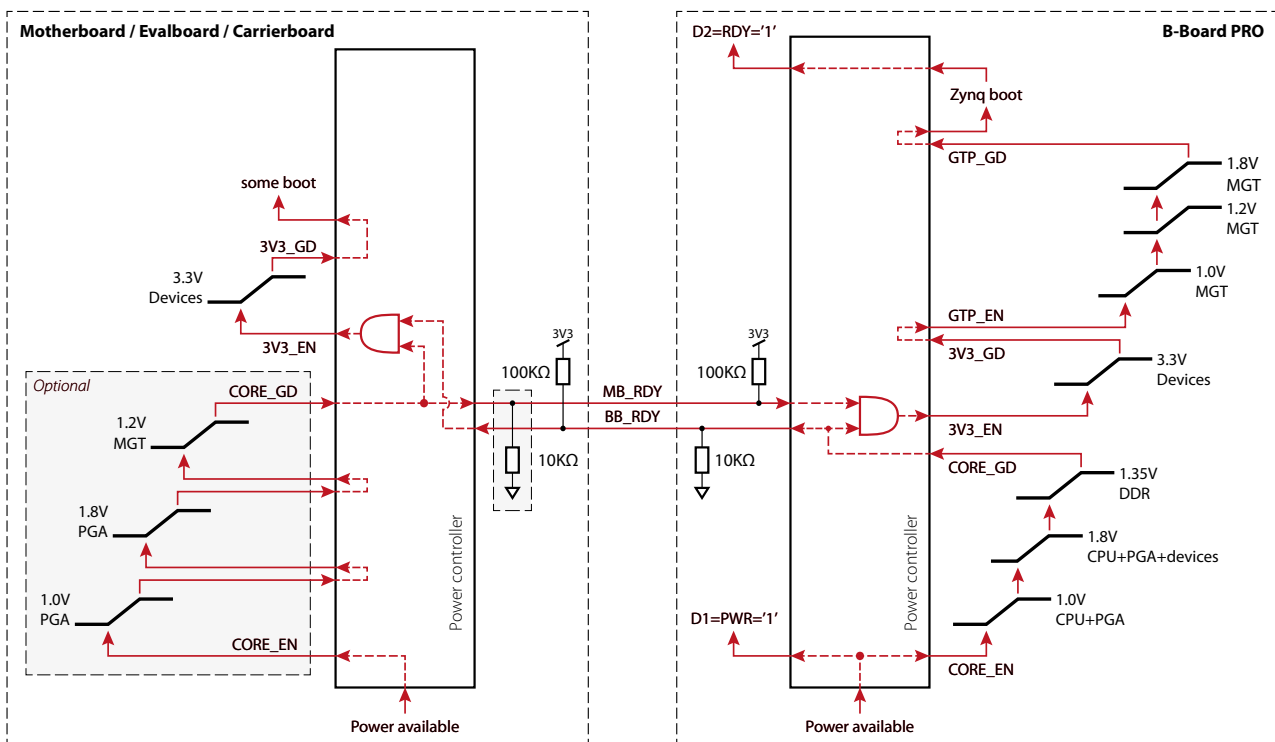 Motherboard / Evalboard / Carrierboard
Power controller
some boot
3V3_GD
3.3V
Devices
3V3_EN
Optional
CORE_GD
1.2V
MGT
1.8V
PGA
1.0V
PGA
CORE_EN
Power available
3V3
100KΩ
10KΩ
MB_RDY
BB_RDY
3V3
100KΩ
10KΩ
B-Board PRO
D2=RDY='1'
Power controller
Zynq boot
GTP_GD
1.8V
MGT
1.2V
MGT
1.0V
MGT
GTP_EN
3V3_GD
3.3V
Devices
3V3_EN
CORE_GD
1.35V
DDR
1.8V
CPU+PGA+devices
1.0V
CPU+PGA
D1=PWR='1'
CORE_EN
Power available